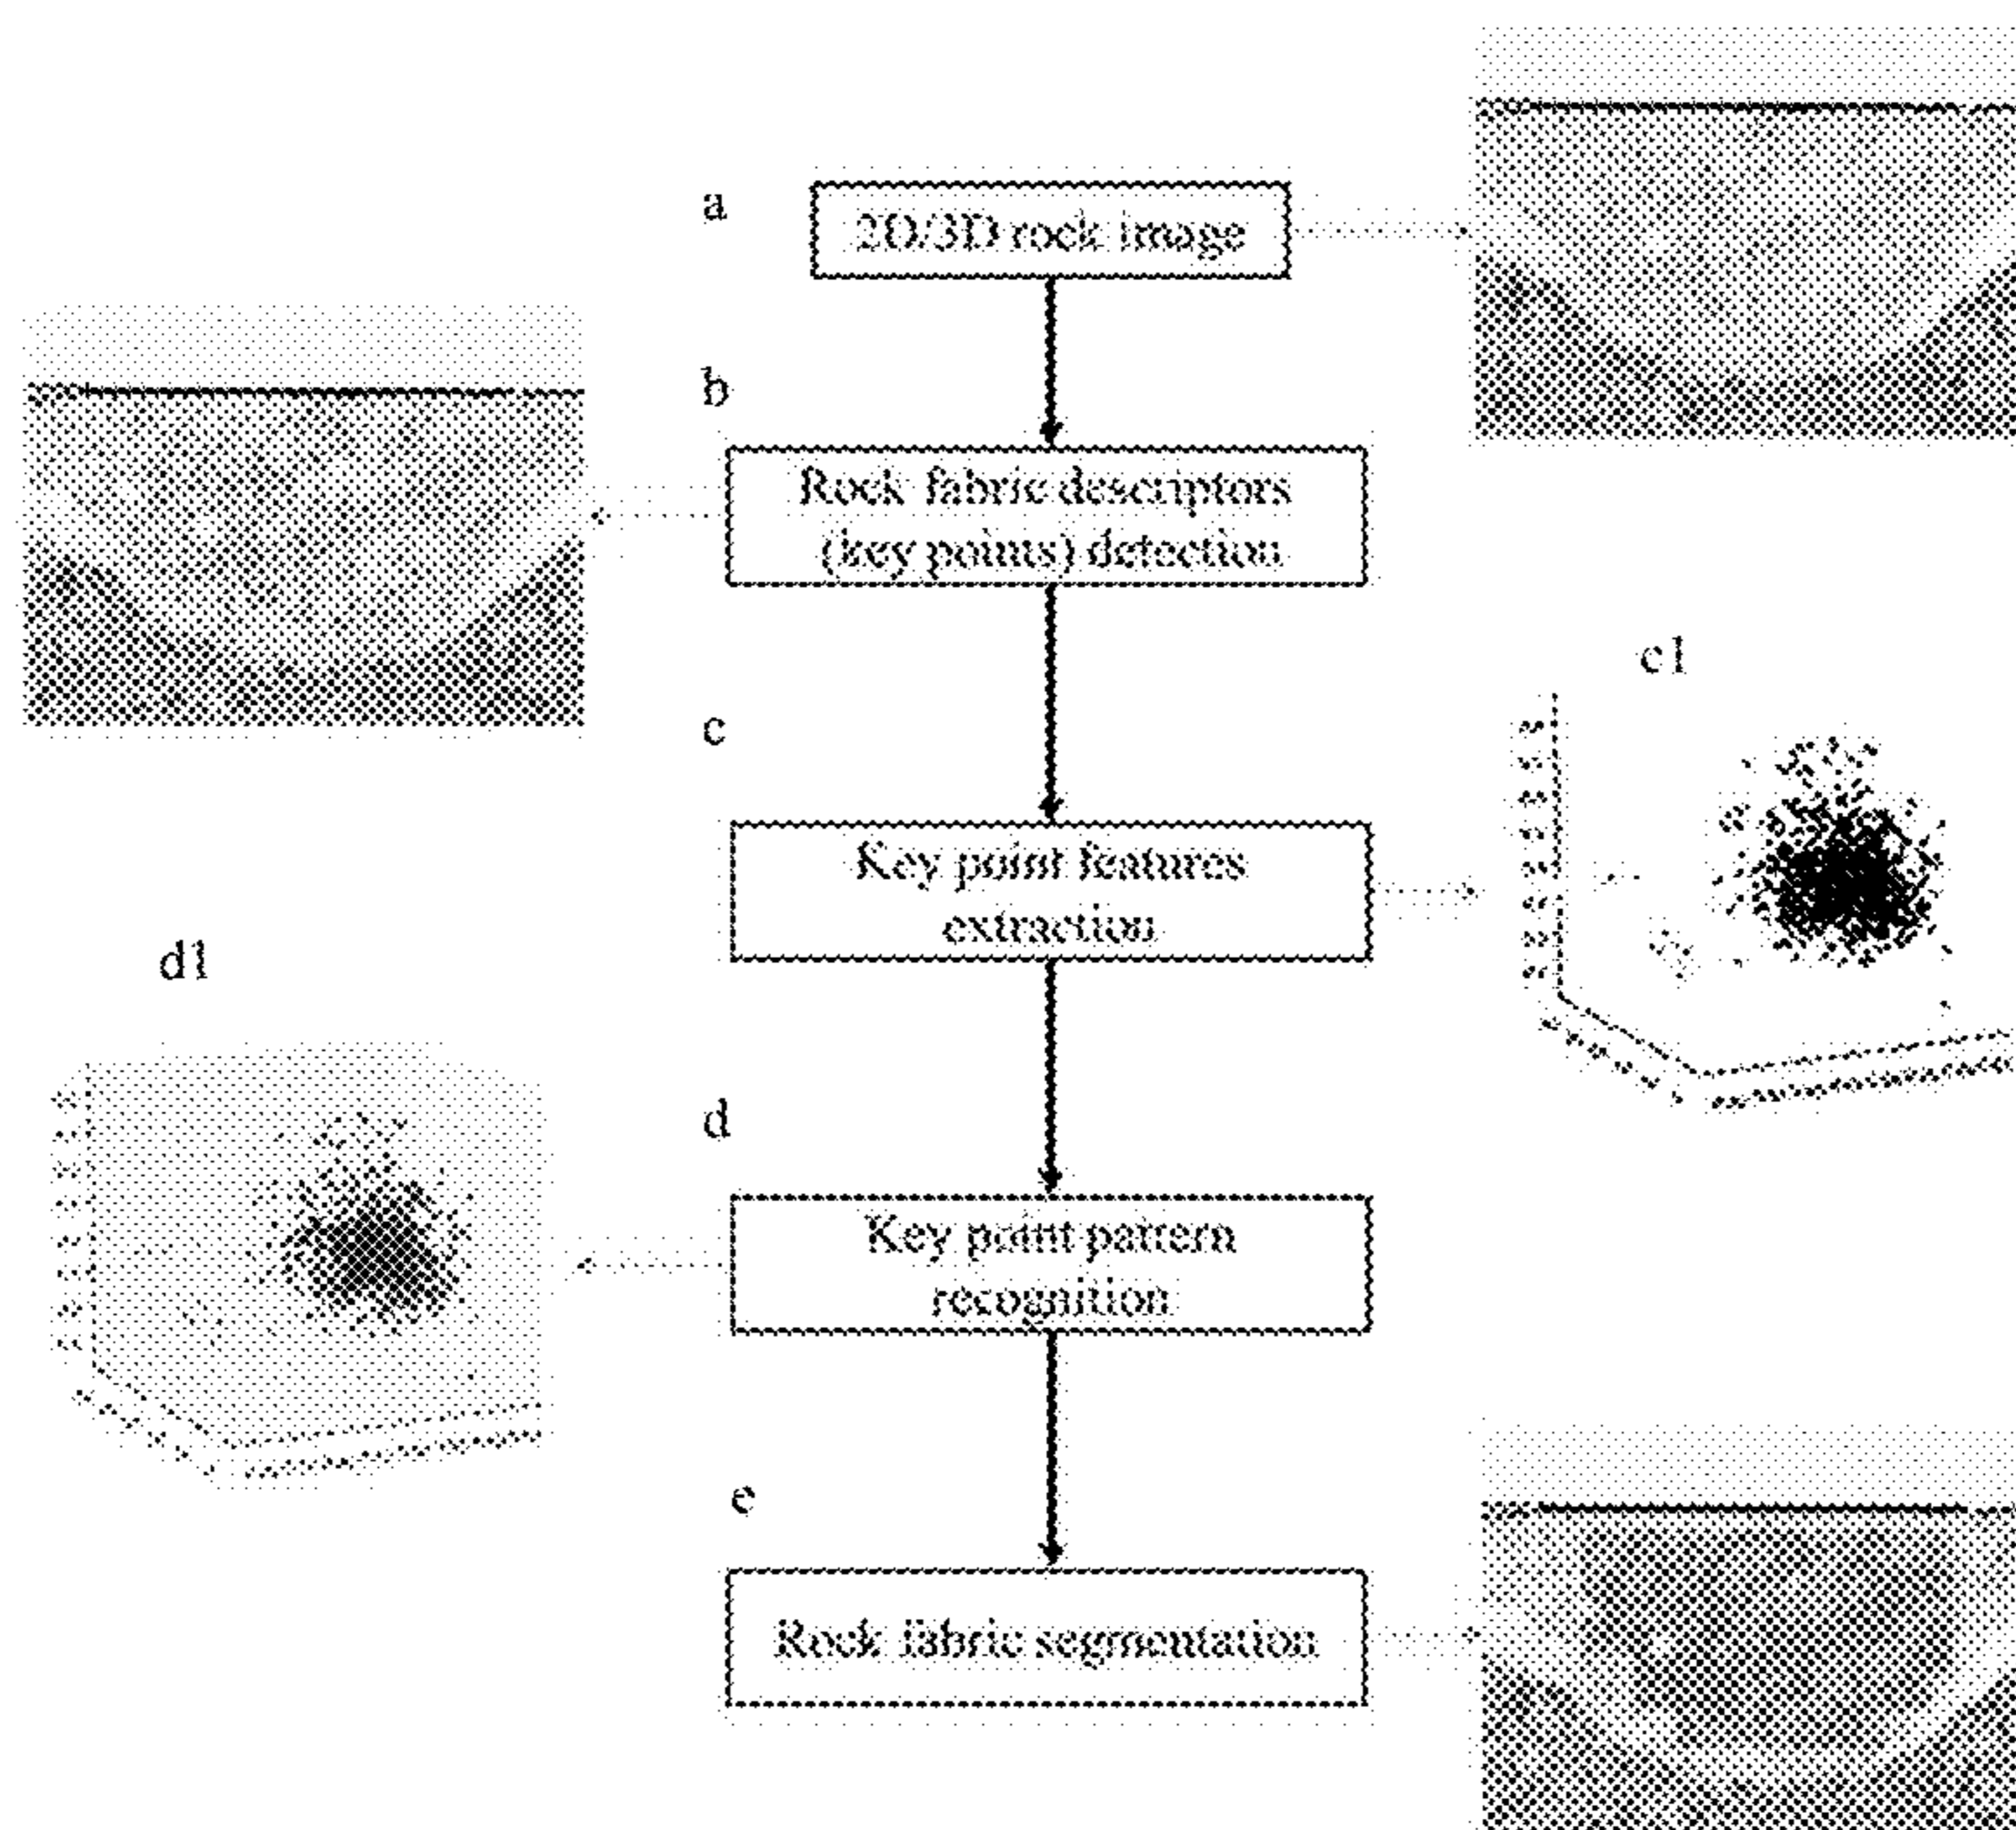 a
2D/3D rock image
b
Rock fabric descriptors
(key points) detection
c1
c
Key point features
extraction
d1
d
Key point pattern
recognition
e
Rock fabric segmentation